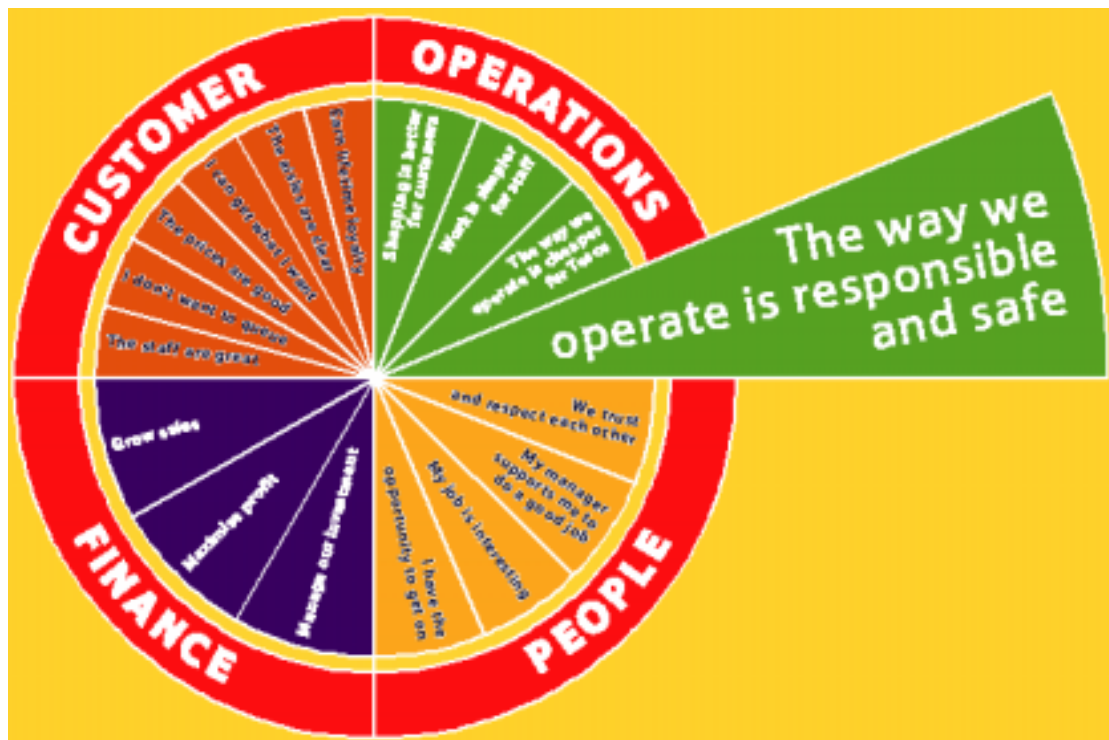 CUSTOMER
Earn lifetime loyalty
The aisles are clear
I can get what I want
The prices are good
I don't want to queue
The staff are great
OPERATIONS
Shopping is better
for customers
Work is simpler
for staff
The way we
operate is cheaper
for Tesco
The way we
operate is responsible
and safe
PEOPLE
We trust
and respect each other
My manager
supports me to
do a good job
My job is interesting
I have the
opportunity to get on
FINANCE
Grow sales
Maximise profit
Manage our investment